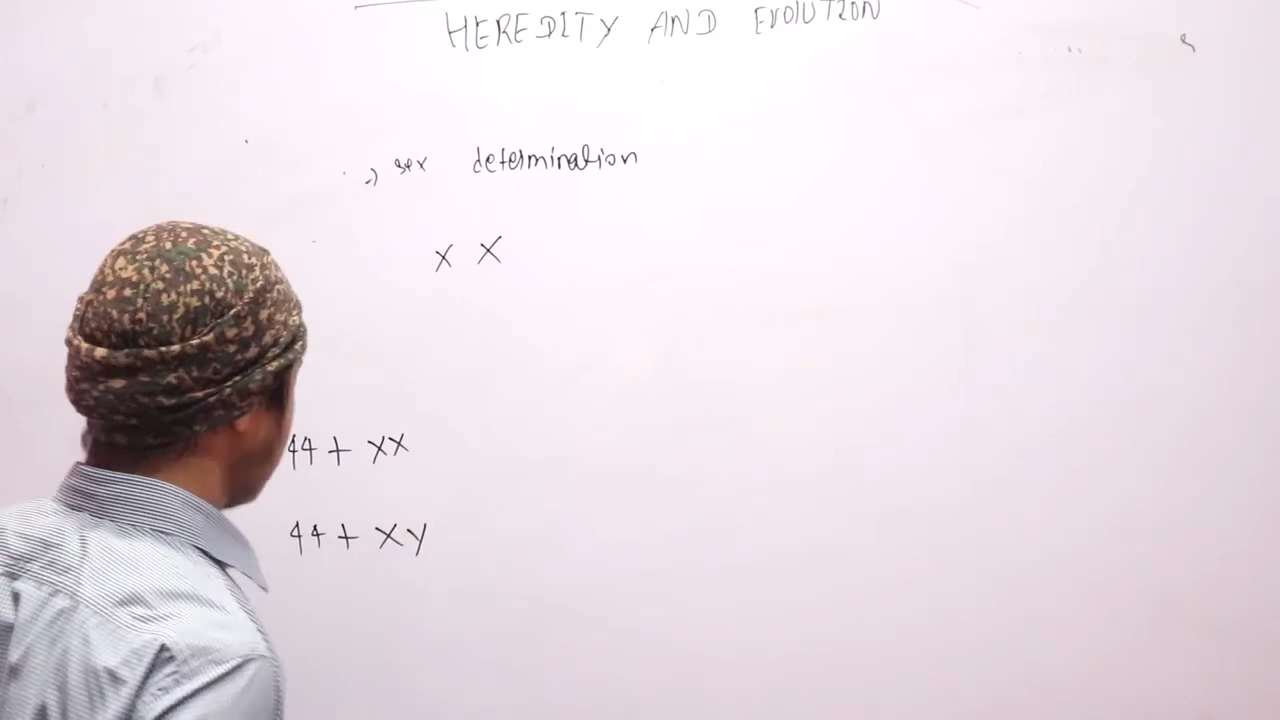 HEREDITY AND EVOLUTION
sex determination
X X
44 + XX
44 + XY